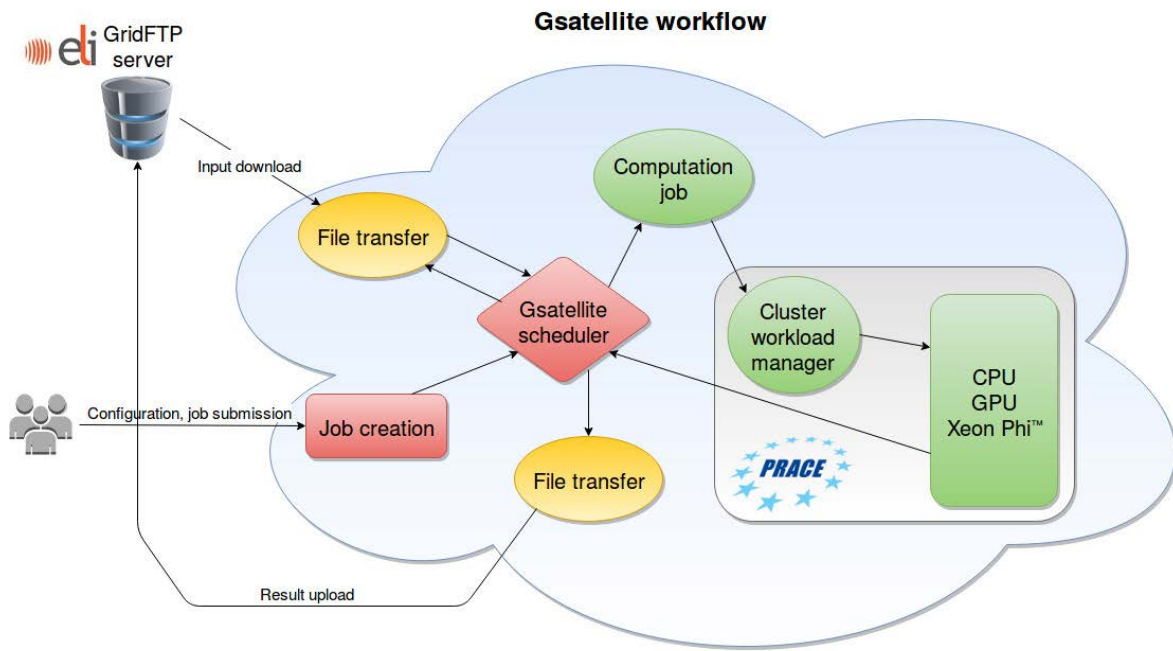 Gsatellite workflow
eli
GridFTP
server
Input download
Computation
job
File transfer
Gsatellite
scheduler
Cluster
workload
manager
CPU
GPU
Xeon Phi™
Configuration, job submission
Job creation
PRACE
File transfer
Result upload